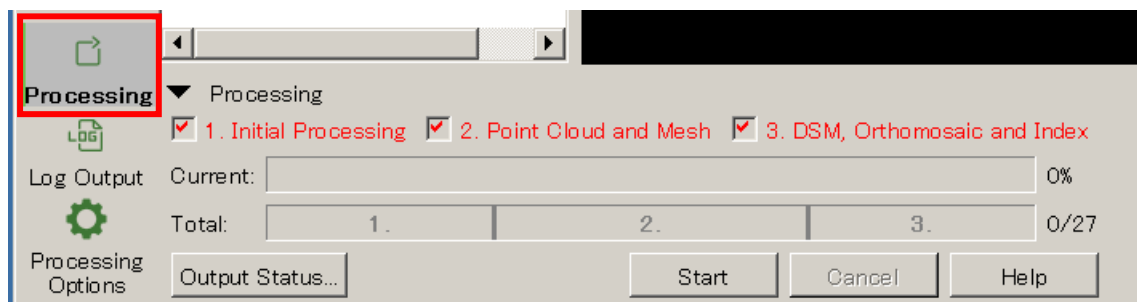 Processing
LOG
Log Output
Processing
Options
Processing
1. Initial Processing 2. Point Cloud and Mesh 3. DSM, Orthomosaic and Index
Current: 0%
Total: 1. 2. 3. 0/27
Output Status... Start Cancel Help